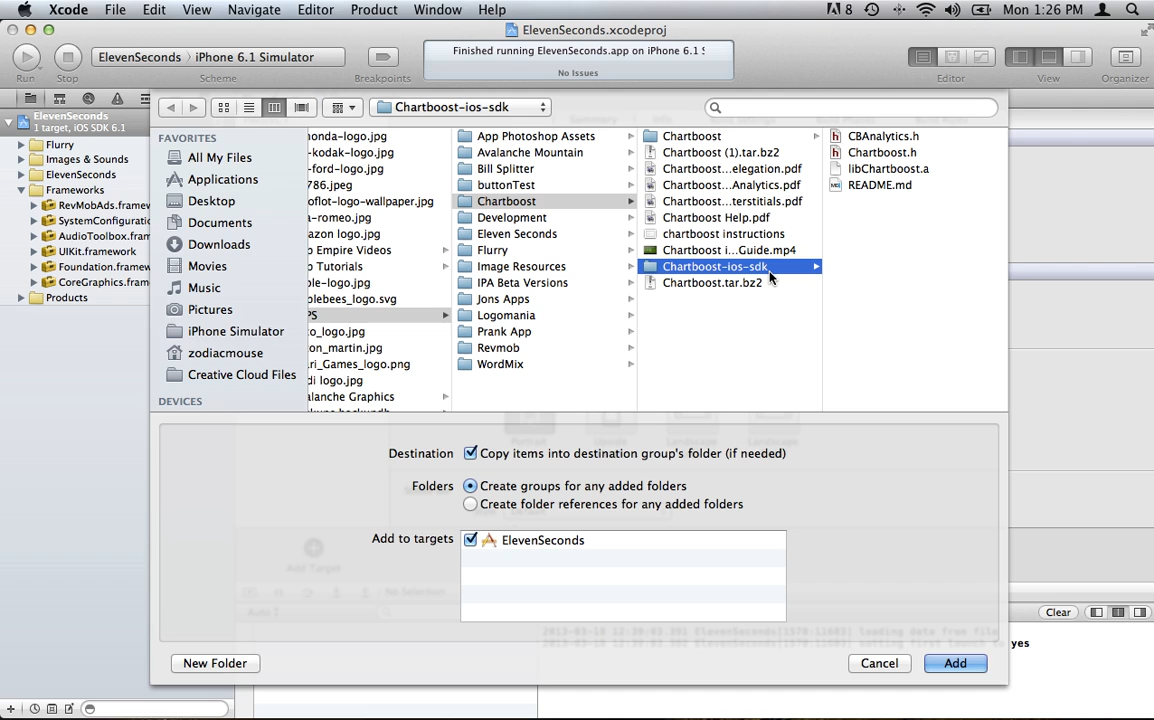 Xcode File Edit View Navigate Editor Product Window Help 8 Mon 1:26 PM
ElevenSeconds.xcodeproj
ElevenSeconds iPhone 6.1 Simulator
Finished running ElevenSeconds.app on iPhone 6.1 S
No Issues
Run Stop Scheme Breakpoints Editor View Organizer
Chartboost-ios-sdk
ElevenSeconds
1 target, iOS SDK 6.1
Flurry
Images & Sounds
ElevenSeconds
Frameworks
RevMobAds.framew
SystemConfiguratio
AudioToolbox.fram
UIKit.framework
Foundation.framew
CoreGraphics.fram
Products
FAVORITES
All My Files
Applications
Desktop
Documents
Downloads
Movies
Music
Pictures
iPhone Simulator
zodiacmouse
Creative Cloud Files
DEVICES
onda-logo.jpg
-kodak-logo.jpg
-ford-logo.jpg
786.jpeg
oflot-logo-wallpaper.jpg
a-romeo.jpg
azon logo.jpg
p Empire Videos
p Tutorials
ple-logo.jpg
plebees_logo.svg
PS
o_logo.jpg
on_martin.jpg
ri_Games_logo.png
di logo.jpg
alanche Graphics
App Photoshop Assets
Avalanche Mountain
Bill Splitter
buttonTest
Chartboost
Development
Eleven Seconds
Flurry
Image Resources
IPA Beta Versions
Jons Apps
Logomania
Prank App
Revmob
WordMix
Chartboost
Chartboost (1).tar.bz2
Chartboost...elegation.pdf
Chartboost...Analytics.pdf
Chartboost...terstitials.pdf
Chartboost Help.pdf
chartboost instructions
Chartboost i...Guide.mp4
Chartboost-ios-sdk
Chartboost.tar.bz2
CBAnalytics.h
Chartboost.h
libChartboost.a
README.md
Destination Copy items into destination group's folder (if needed)
Folders Create groups for any added folders
Create folder references for any added folders
Add to targets ElevenSeconds
Add Target
No Selection
Auto
Clear
yes
New Folder Cancel Add